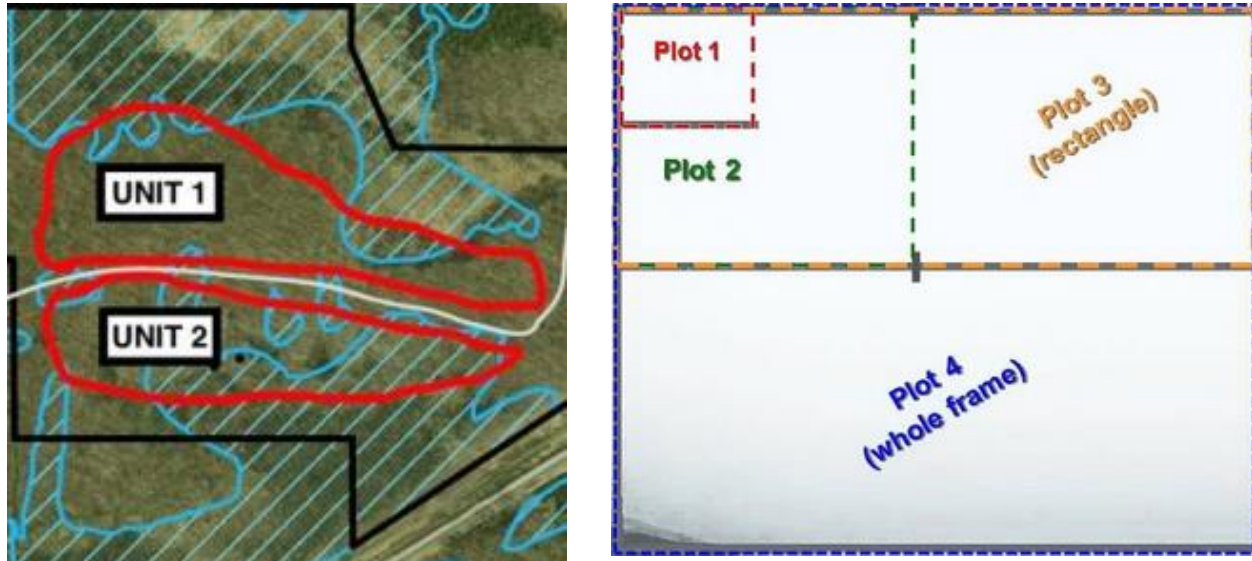 UNIT 1
UNIT 2
Plot 1
Plot 2
Plot 3
(rectangle)
Plot 4
(whole frame)